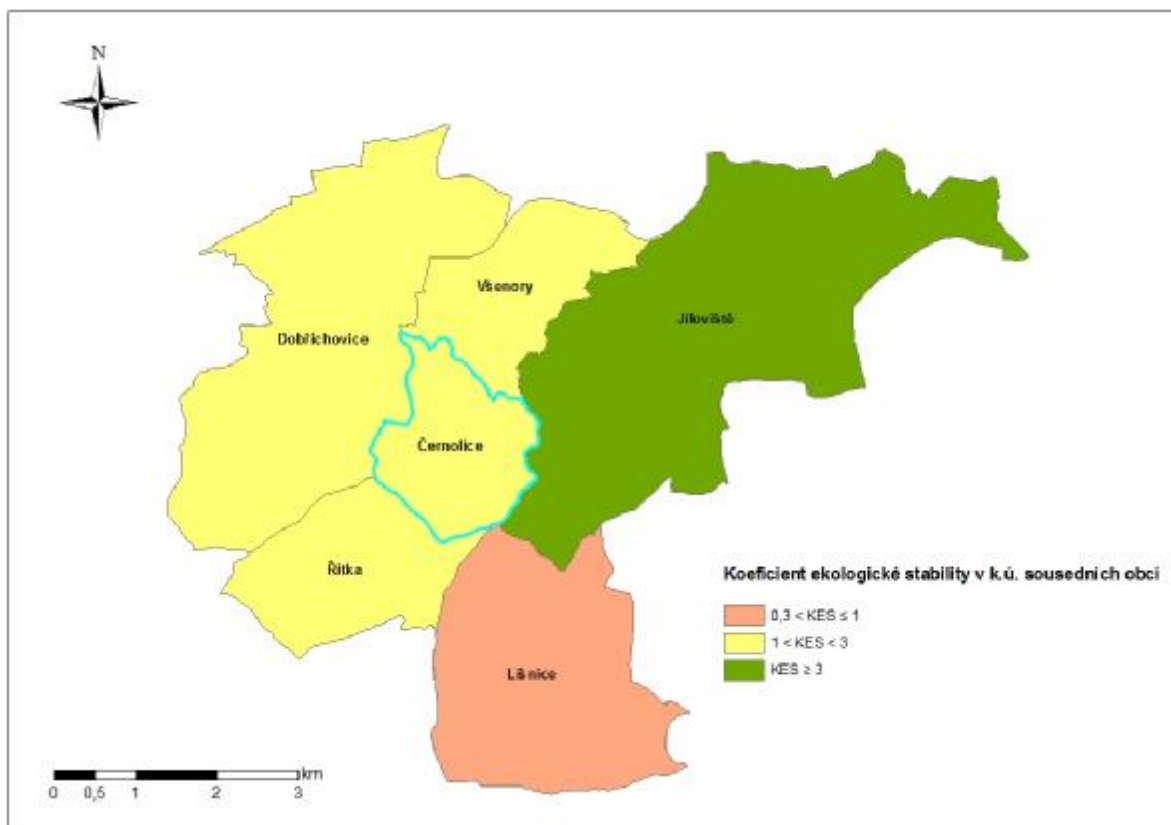 N
Všenory
Jíloviště
Dobřichovice
Černolice
Řitka
Líšnice
Koeficient ekologické stability v k.ú. sousedních obcí
0,3 < KES ≤ 1
1 < KES < 3
KES ≥ 3
km
0 0,5 1 2 3